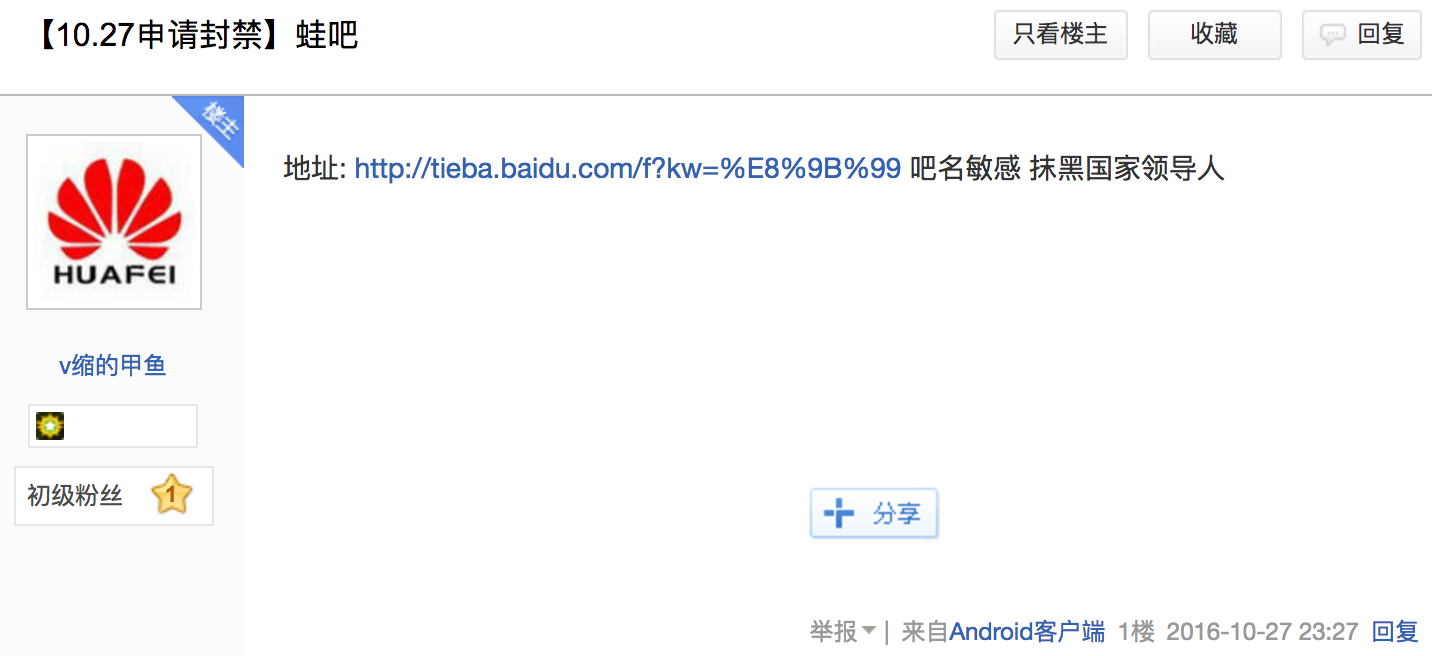 【10.27申请封禁】蛙吧
只看楼主
收藏
回复
楼主
HUAFEI
v缩的甲鱼
初级粉丝 1
地址: http://tieba.baidu.com/f?kw=%E8%9B%99 吧名敏感 抹黑国家领导人
分享
举报 | 来自Android客户端 1楼 2016-10-27 23:27 回复